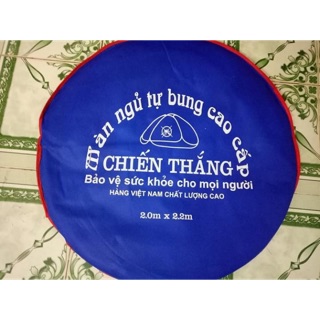 Màn ngủ tự bung cao cấp
CHIẾN THẮNG
Bảo vệ sức khỏe cho mọi người
HÀNG VIỆT NAM CHẤT LƯỢNG CAO
2.0m x 2.2m